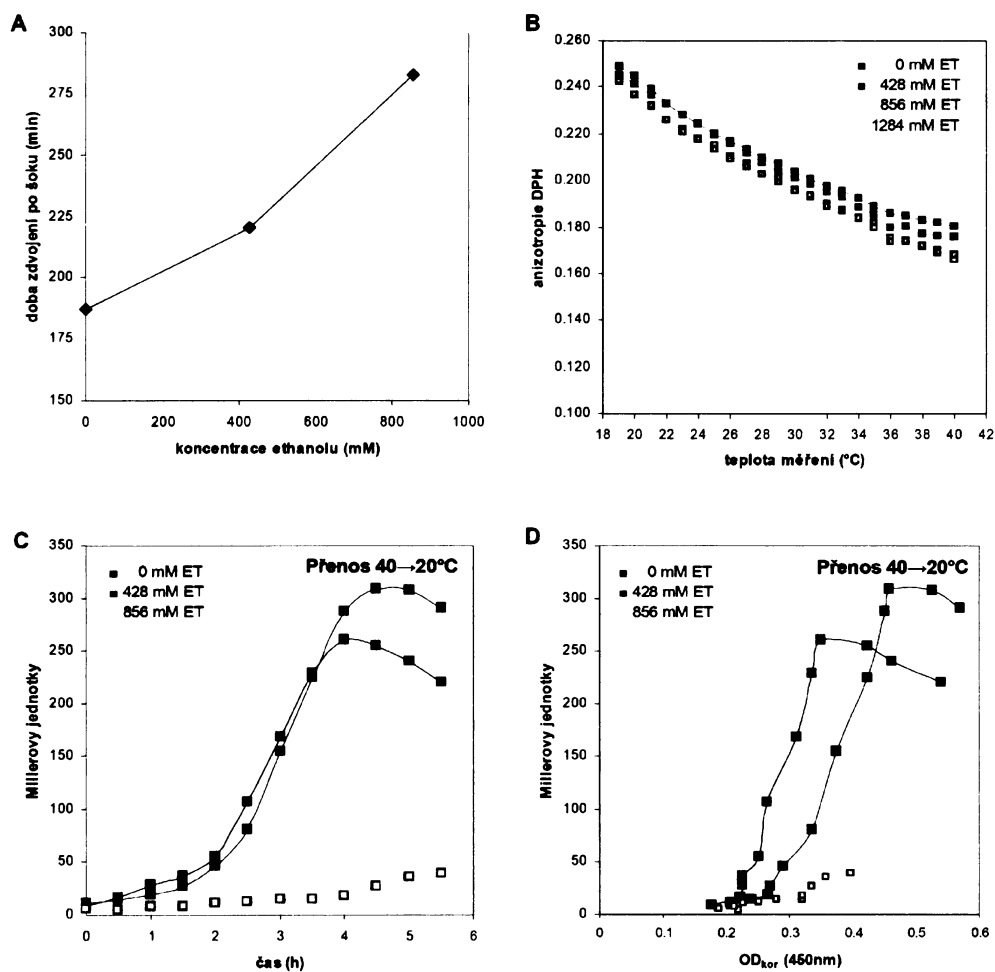 A
300
275
250
225
200
175
150
0
200
400
600
800
1000
doba zdvojení po šoku (min)
koncentrace ethanolu (mM)
B
0.260
0.240
0.220
0.200
0.180
0.160
0.140
0.120
0.100
18 20 22 24 26 28 30 32 34 36 38 40 42
anizotropie DPH
teplota měření (°C)
0 mM ET
428 mM ET
856 mM ET
1284 mM ET
C
350
300
250
200
150
100
50
0
0 1 2 3 4 5 6
Millerovy jednotky
čas (h)
Přenos 40→20°C
0 mM ET
428 mM ET
856 mM ET
D
350
300
250
200
150
100
50
0
0 0.1 0.2 0.3 0.4 0.5 0.6
Millerovy jednotky
ODkor (450nm)
Přenos 40→20°C
0 mM ET
428 mM ET
856 mM ET